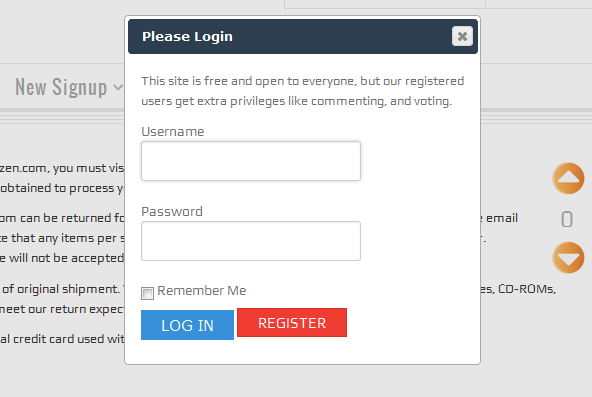 Please Login
New Signup
This site is free and open to everyone, but our registered
users get extra privileges like commenting, and voting.
Username
zen.com, you must vis
obtained to process y
Password
om can be returned fo
e email
te that any items per s
r.
e will not be accepted
0
of original shipment.
es, CD-ROMs,
Remember Me
meet our return expec
LOG IN
REGISTER
al credit card used wit